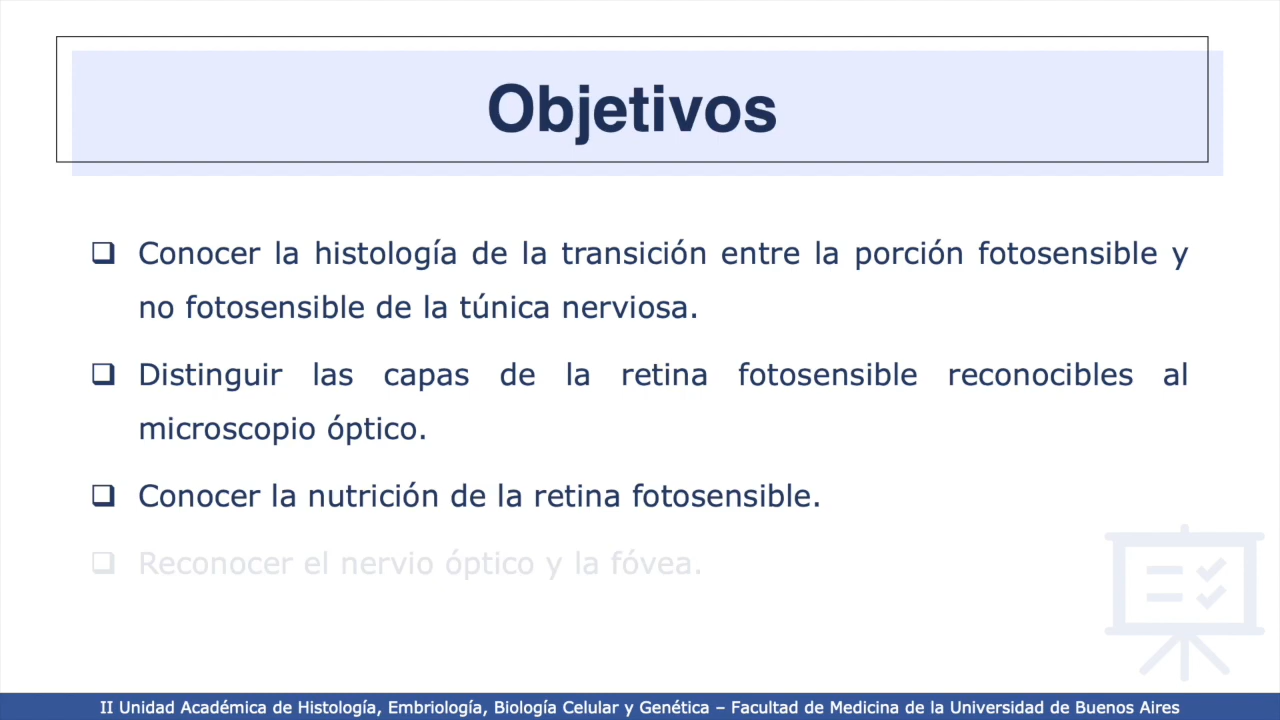 Objetivos
❑ Conocer la histología de la transición entre la porción fotosensible y
no fotosensible de la túnica nerviosa.
❑ Distinguir las capas de la retina fotosensible reconocibles al
microscopio óptico.
❑ Conocer la nutrición de la retina fotosensible.
❑ Reconocer el nervio óptico y la fóvea.
II Unidad Académica de Histología, Embriología, Biología Celular y Genética – Facultad de Medicina de la Universidad de Buenos Aires